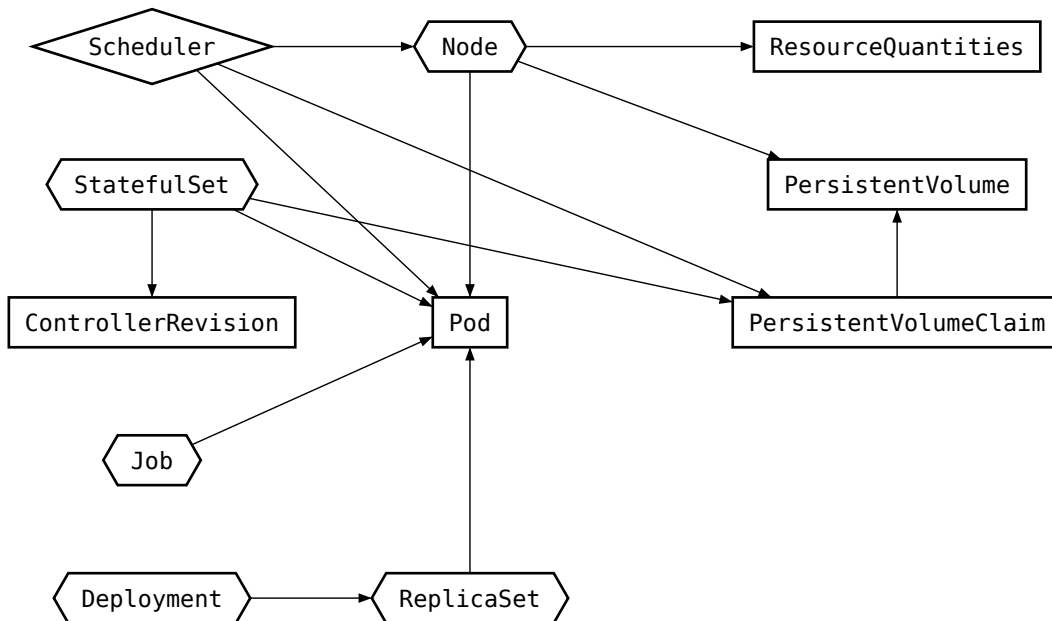 Scheduler
Node
ResourceQuantities
StatefulSet
PersistentVolume
ControllerRevision
Pod
PersistentVolumeClaim
Job
Deployment
ReplicaSet